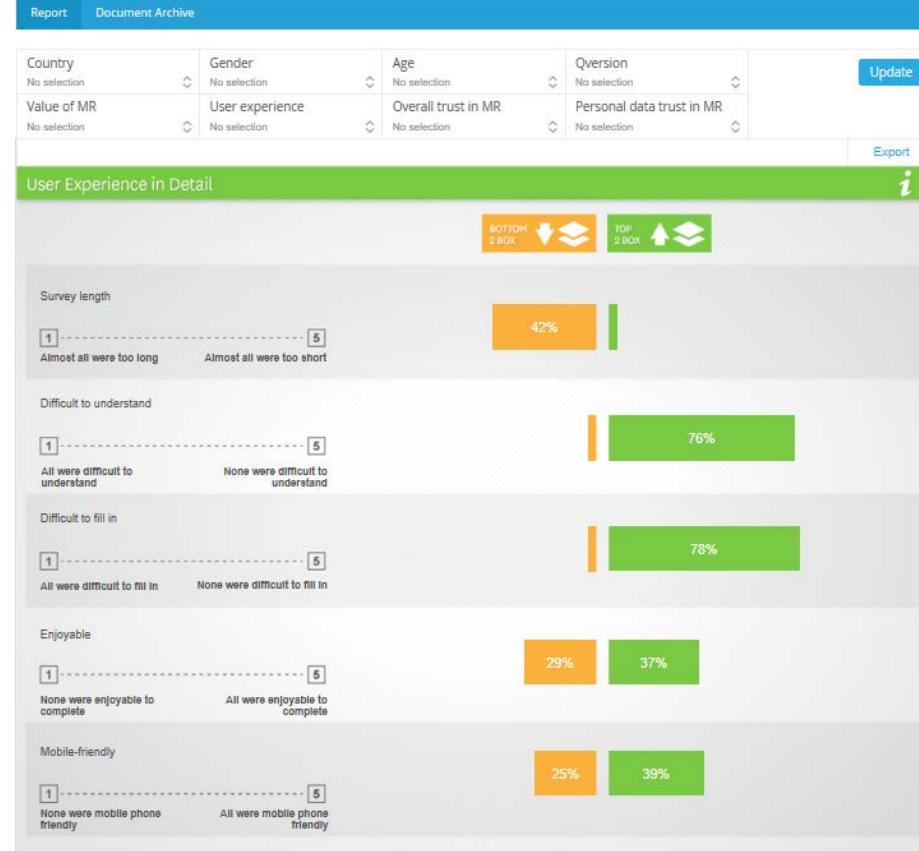 Report Document Archive
Country Gender Age Qversion
No selection No selection No selection No selection
Update
Value of MR User experience Overall trust in MR Personal data trust in MR
No selection No selection No selection No selection
Export
User Experience in Detail i
BOTTOM TOP
2 BOX 2 BOX
Survey length
42%
1 5
Almost all were too long Almost all were too short
Difficult to understand
76%
1 5
All were difficult to None were difficult to
understand understand
Difficult to fill in
78%
1 5
All were difficult to fill in None were difficult to fill in
Enjoyable
29% 37%
1 5
None were enjoyable to All were enjoyable to
complete complete
Mobile-friendly
25% 39%
1 5
None were mobile phone All were mobile phone
friendly friendly